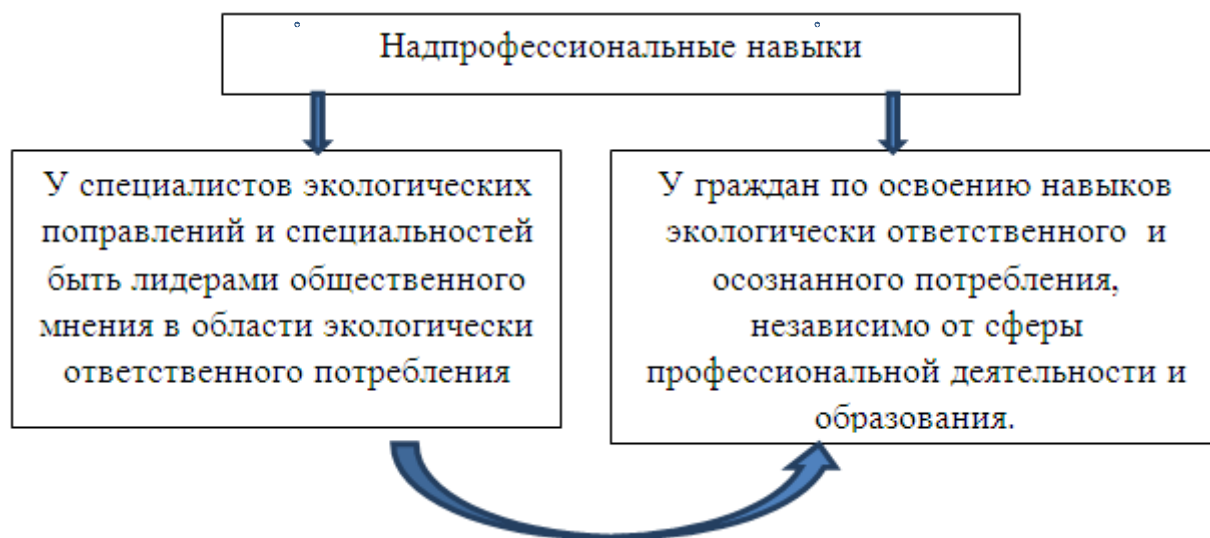 Надпрофессиональные навыки
У специалистов экологических
поправлений и специальностей
быть лидерами общественного
мнения в области экологически
ответственного потребления
У граждан по освоению навыков
экологически ответственного и
осознанного потребления,
независимо от сферы
профессиональной деятельности и
образования.